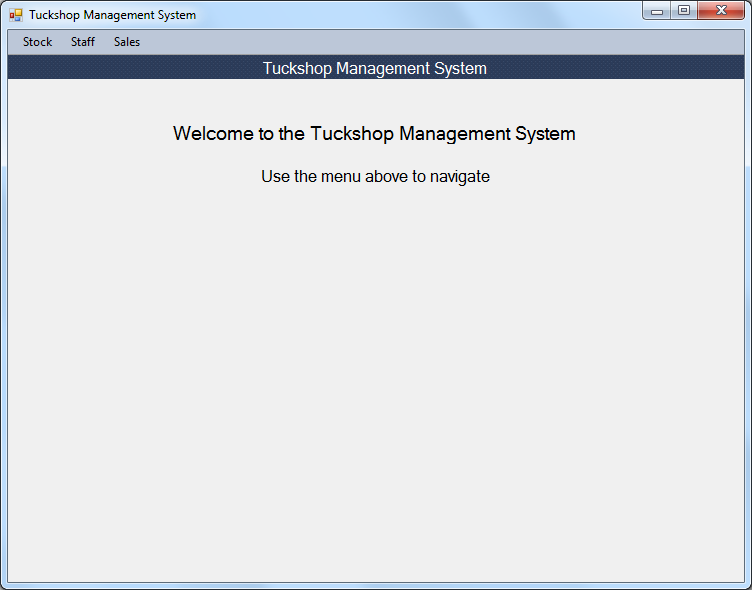 Tuckshop Management System
Stock Staff Sales
Tuckshop Management System
Welcome to the Tuckshop Management System
Use the menu above to navigate